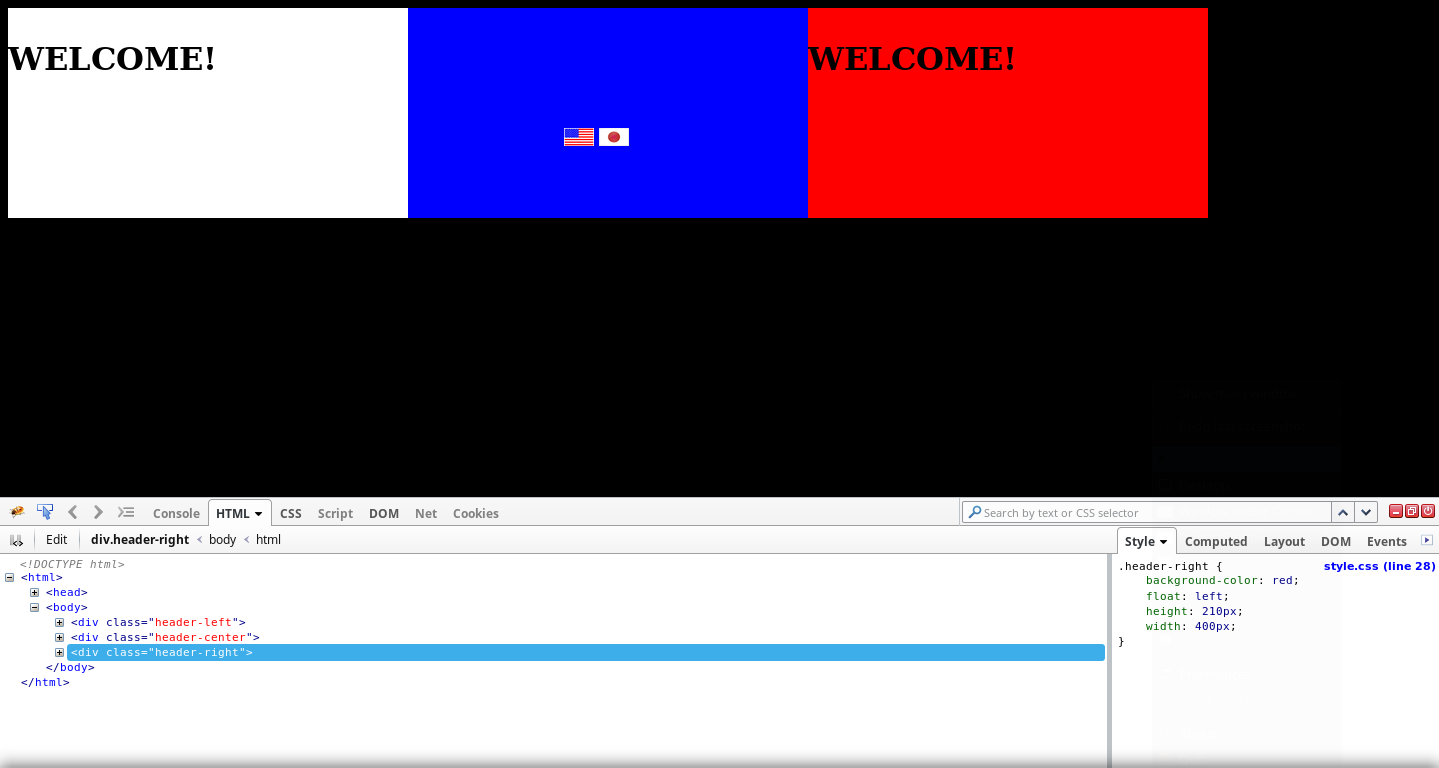 WELCOME! WELCOME!
Console HTML CSS Script DOM Net Cookies Search by text or CSS selector
Edit div.header-right < body < html Style Computed Layout DOM Events
<!DOCTYPE html>
<html>
<head>
<body>
<div class="header-left">
<div class="header-center">
<div class="header-right">
</body>
</html>
.header-right { style.css (line 28)
background-color: red;
float: left;
height: 210px;
width: 400px;
}